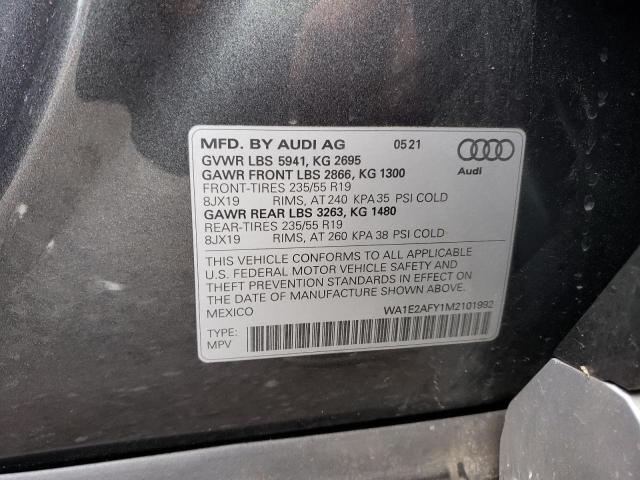 MFD. BY AUDI AG 05 21
GVWR LBS 5941, KG 2695
GAWR FRONT LBS 2866, KG 1300
FRONT-TIRES 235/55 R19
8JX19 RIMS, AT 240 KPA 35 PSI COLD
GAWR REAR LBS 3263, KG 1480
REAR-TIRES 235/55 R19
8JX19 RIMS, AT 260 KPA 38 PSI COLD
Audi
THIS VEHICLE CONFORMS TO ALL APPLICABLE
U.S. FEDERAL MOTOR VEHICLE SAFETY AND
THEFT PREVENTION STANDARDS IN EFFECT ON
THE DATE OF MANUFACTURE SHOWN ABOVE.
MEXICO WA1E2AFY1M2101992
TYPE:
MPV